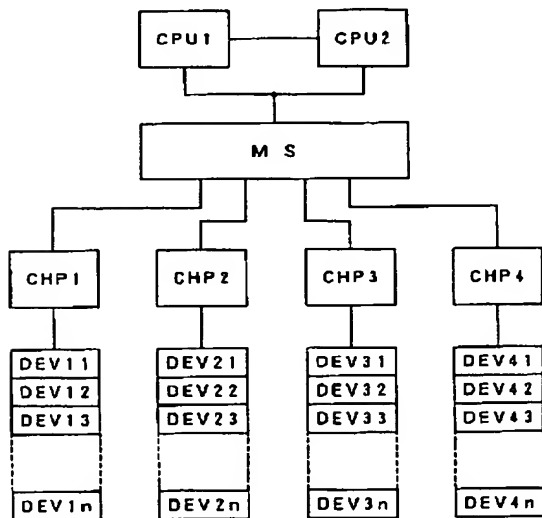 CPU1 CPU2
M S
CHP1 CHP2 CHP3 CHP4
DEV11 DEV21 DEV31 DEV41
DEV12 DEV22 DEV32 DEV42
DEV13 DEV23 DEV33 DEV43
DEV1n DEV2n DEV3n DEV4n